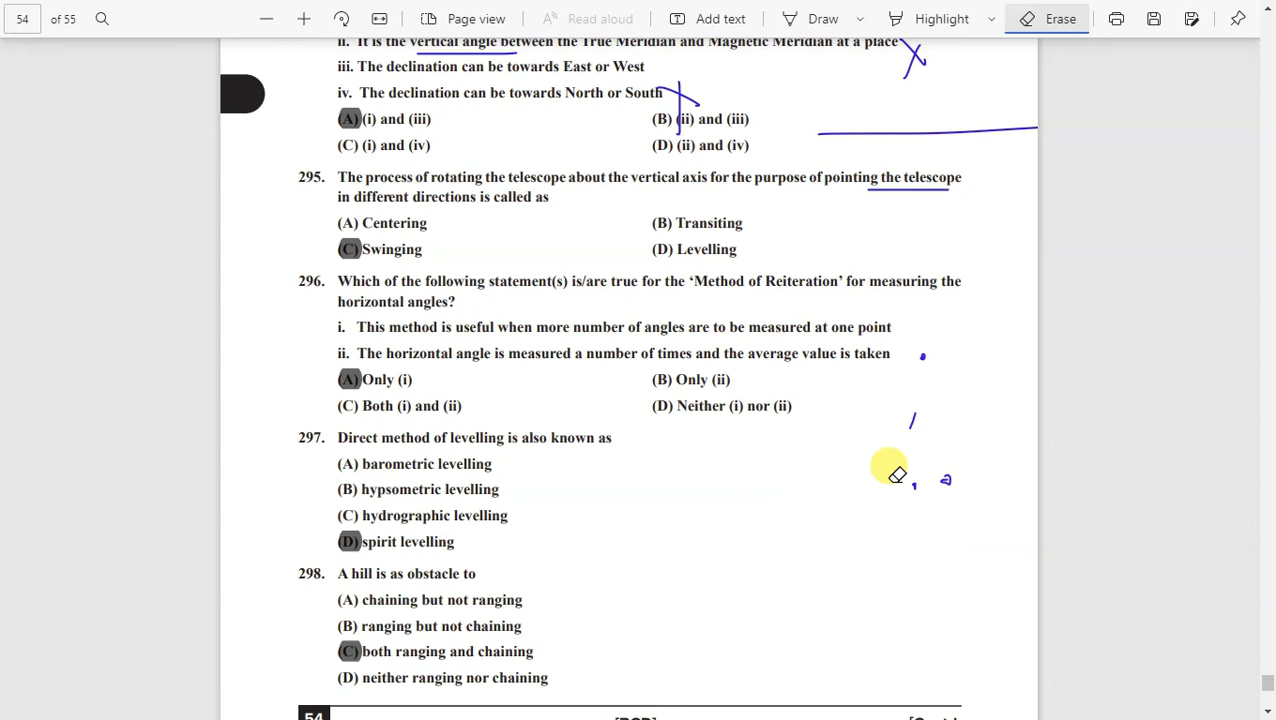 54 of 55 Page view Read aloud Add text Draw Highlight Erase
ii. It is the vertical angle between the True Meridian and Magnetic Meridian at a place
iii. The declination can be towards East or West
iv. The declination can be towards North or South
(A) (i) and (iii) (B) (ii) and (iii)
(C) (i) and (iv) (D) (ii) and (iv)
295. The process of rotating the telescope about the vertical axis for the purpose of pointing the telescope
in different directions is called as
(A) Centering (B) Transiting
(C) Swinging (D) Levelling
296. Which of the following statement(s) is/are true for the ‘Method of Reiteration’ for measuring the
horizontal angles?
i. This method is useful when more number of angles are to be measured at one point
ii. The horizontal angle is measured a number of times and the average value is taken
(A) Only (i) (B) Only (ii)
(C) Both (i) and (ii) (D) Neither (i) nor (ii)
297. Direct method of levelling is also known as
(A) barometric levelling
(B) hypsometric levelling
(C) hydrographic levelling
(D) spirit levelling
298. A hill is as obstacle to
(A) chaining but not ranging
(B) ranging but not chaining
(C) both ranging and chaining
(D) neither ranging nor chaining
54